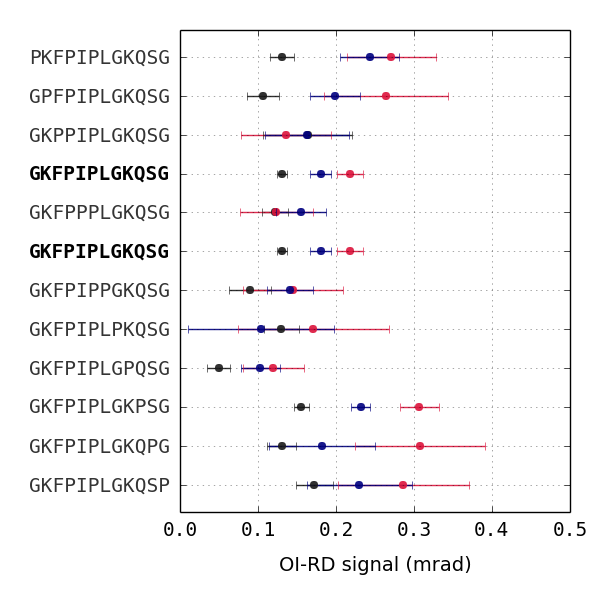 PKFPIPLGKQSG
GPFPIPLGKQSG
GKPPIPLGKQSG
GKFPIPLGKQSG
GKFPPPLGKQSG
GKFPIPLGKQSG
GKFPIPPGKQSG
GKFPIPLPKQSG
GKFPIPLGPQSG
GKFPIPLGKPSG
GKFPIPLGKQPG
GKFPIPLGKQSP
0.0 0.1 0.2 0.3 0.4 0.5
OI-RD signal (mrad)